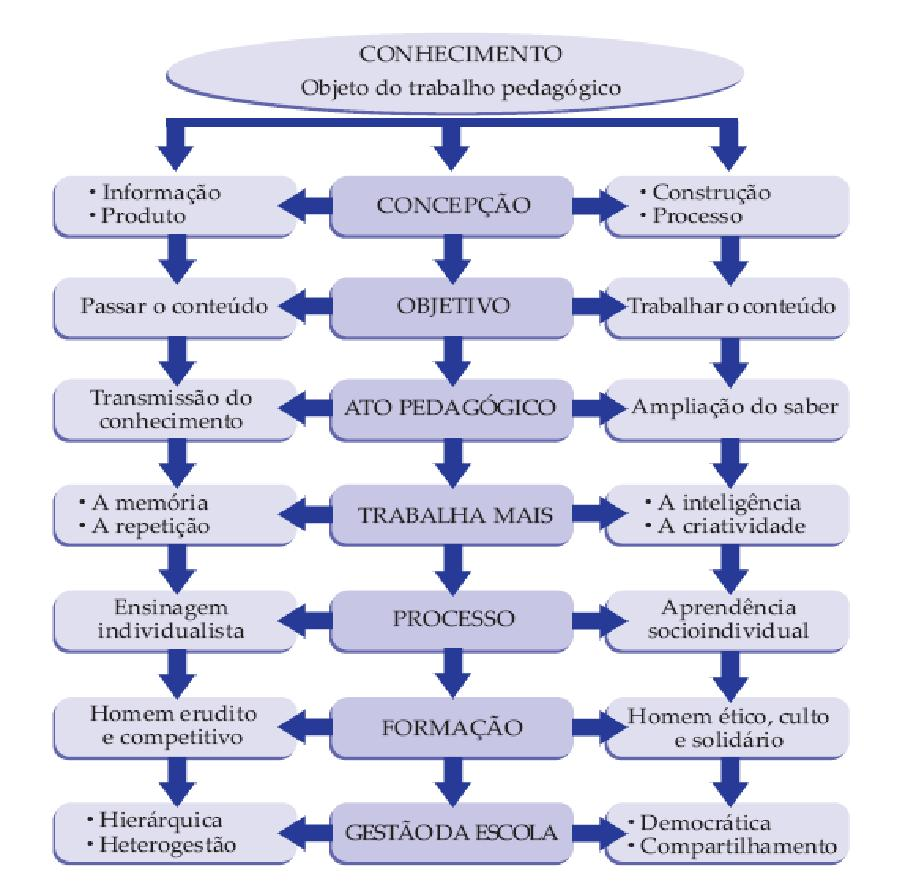 CONHECIMENTO
Objeto do trabalho pedagógico
• Informação
• Produto
CONCEPÇÃO
• Construção
• Processo
Passar o conteúdo
OBJETIVO
Trabalhar o conteúdo
Transmissão do
conhecimento
ATO PEDAGÓGICO
Ampliação do saber
• A memória
• A repetição
TRABALHA MAIS
• A inteligência
• A criatividade
Ensinagem
individualista
PROCESSO
Aprendência
socioindividual
Homem erudito
e competitivo
FORMAÇÃO
Homem ético, culto
e solidário
• Hierárquica
• Heterogestão
GESTÃO DA ESCOLA
• Democrática
• Compartilhamento